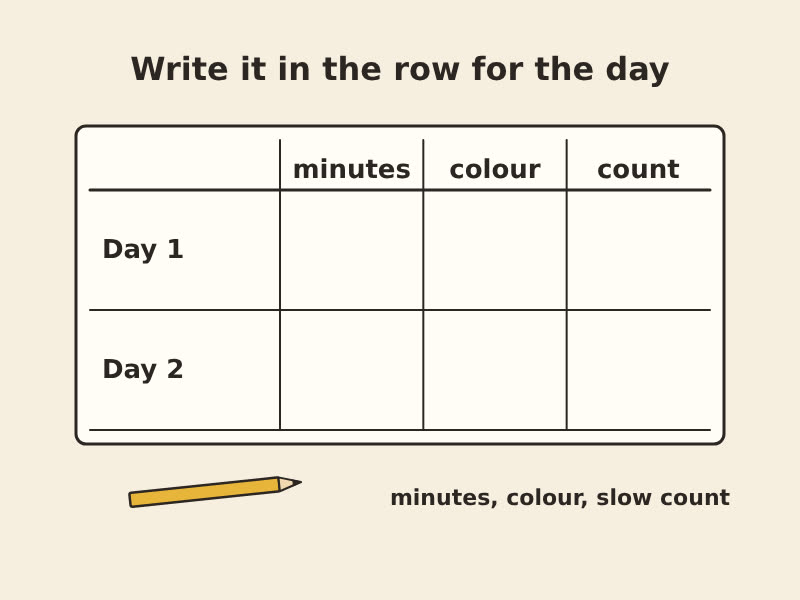 Write it in the row for the day
minutes colour count
Day 1
Day 2
minutes, colour, slow count